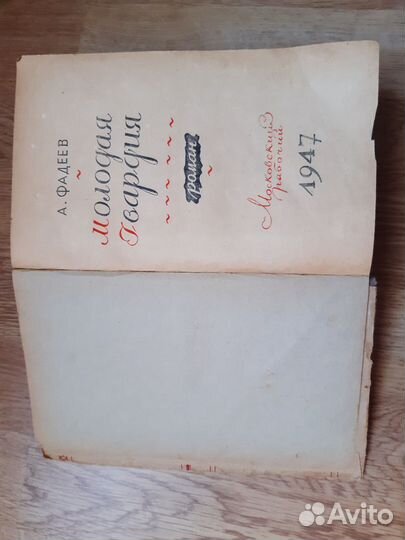 А. ФАДЕЕВ
Молодая
Гвардия
роман
Московский
рабочий
1947
Avito